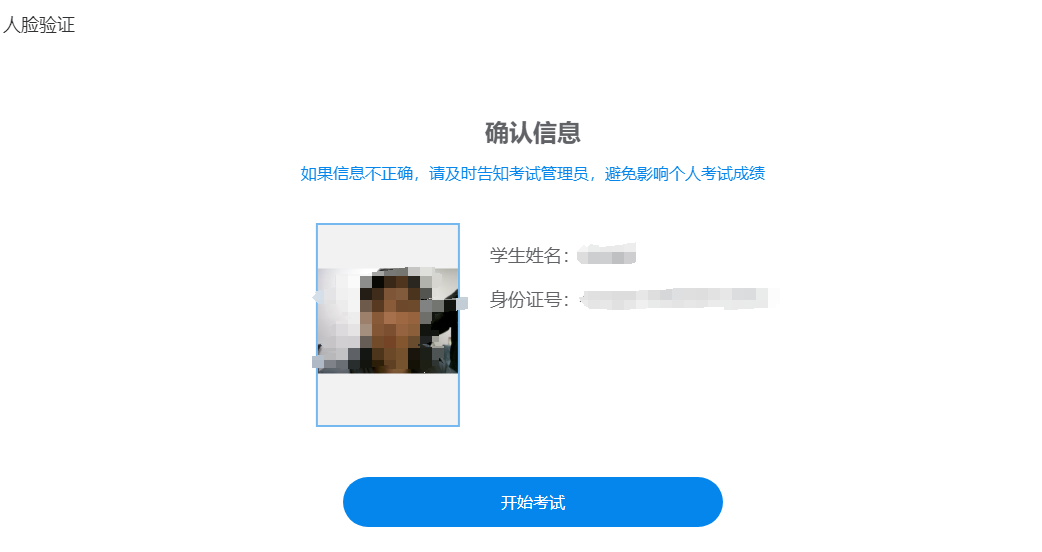 人脸验证
确认信息
如果信息不正确，请及时告知考试管理员，避免影响个人考试成绩
学生姓名：
身份证号：
开始考试